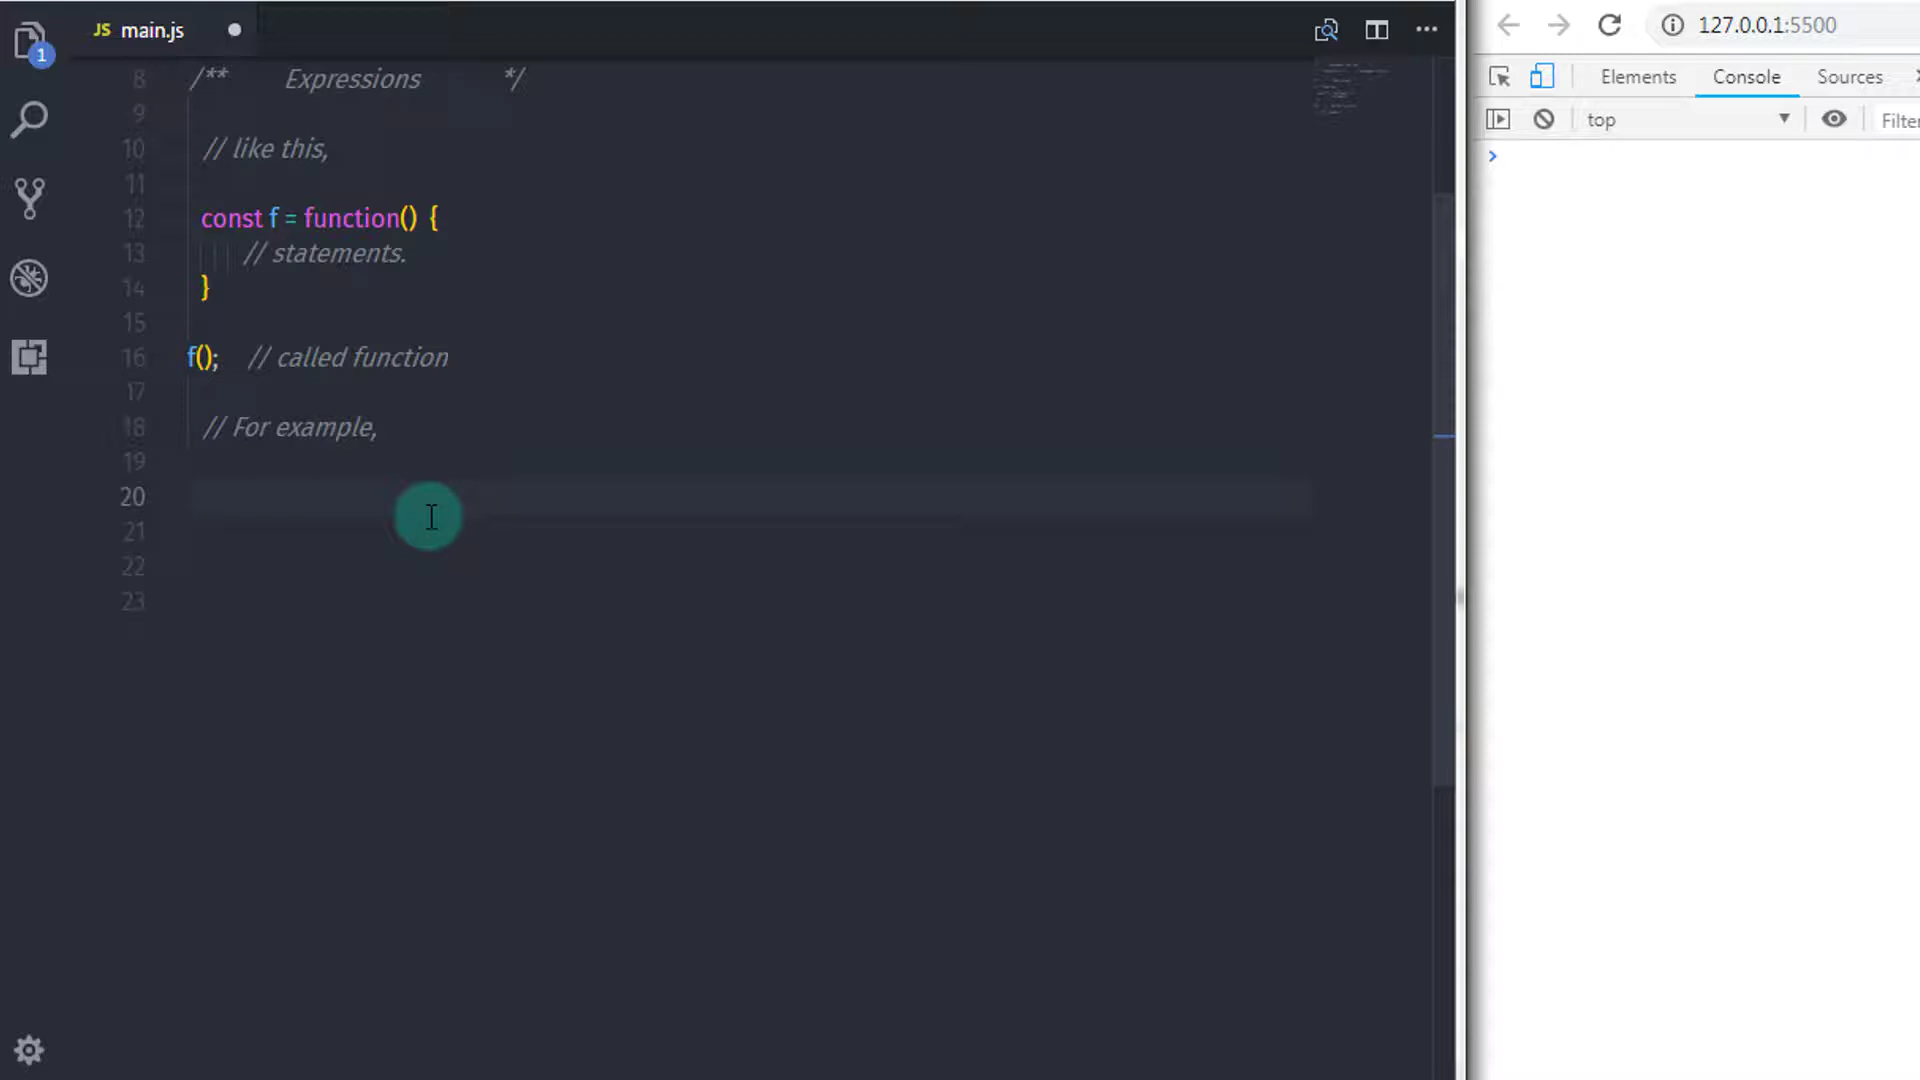 JS main.js
1
8 /** Expressions */
9
10 // like this,
11
12 const f = function() {
13 // statements.
14 }
15
16 f(); // called function
17
18 // For example,
19
20
21
22
23
127.0.0.1:5500
Elements Console Sources
top Filter